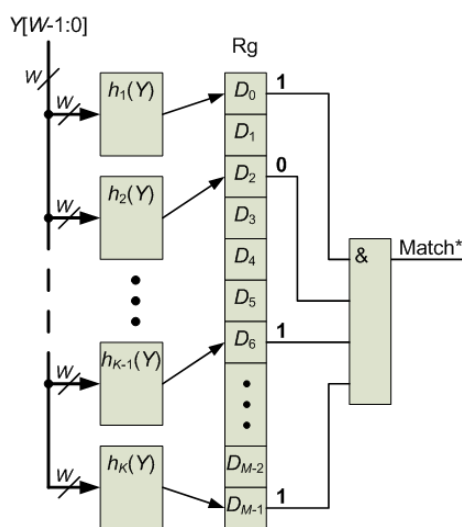 Y[W-1:0]
W
W
h1(Y)
W
h2(Y)
W
hK-1(Y)
W
hK(Y)
Rg
D0
D1
D2
D3
D4
D5
D6
DM-2
DM-1
1
0
1
1
&
Match*